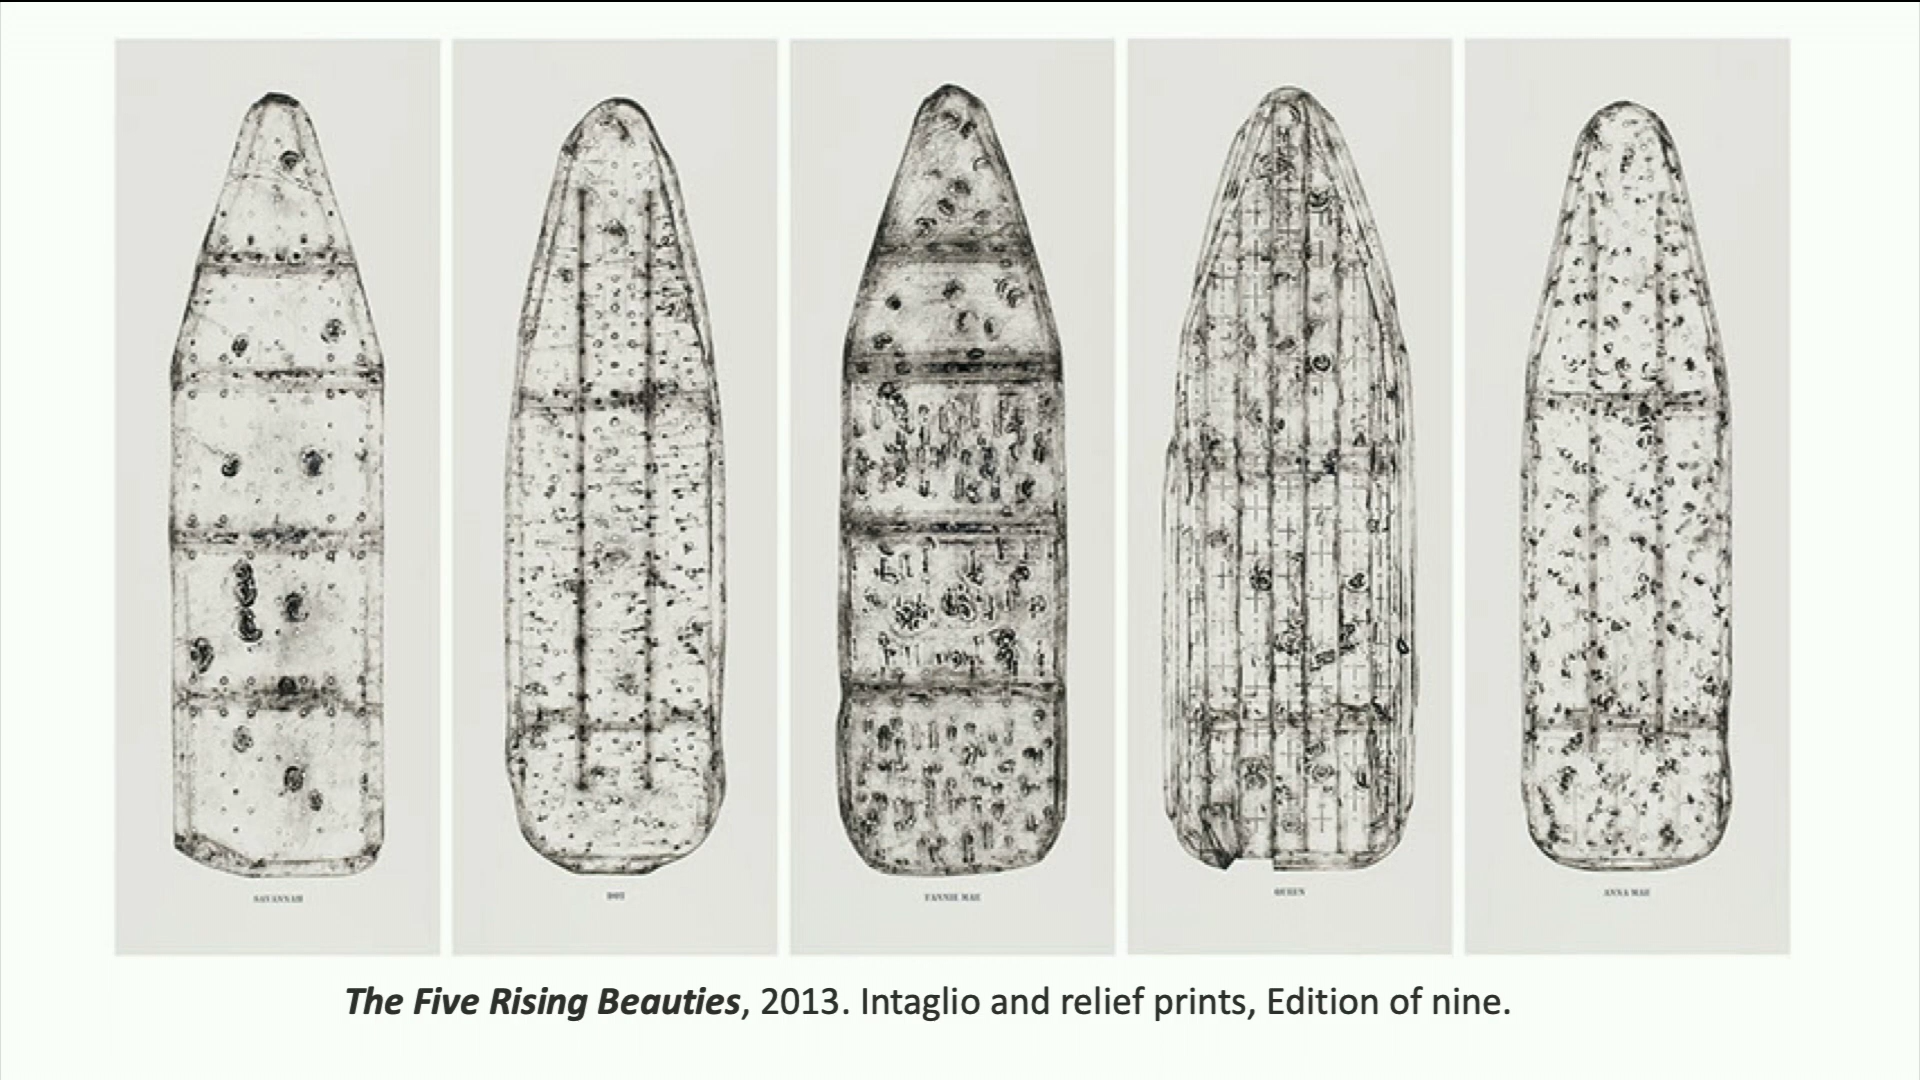 SAVANNAH
DOT
FANNIE MAE
QUEEN
ANNA MAE
The Five Rising Beauties, 2013. Intaglio and relief prints, Edition of nine.